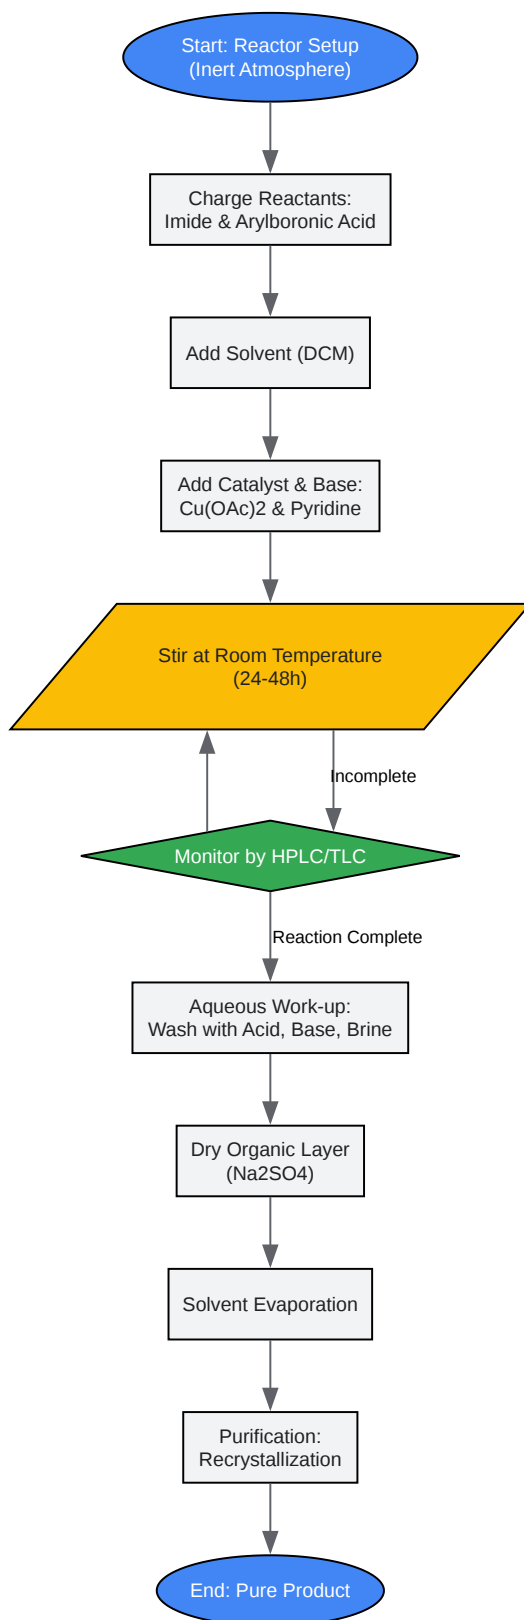 Start: Reactor Setup
(Inert Atmosphere)
Charge Reactants:
Imide & Arylboronic Acid
Add Solvent (DCM)
Add Catalyst & Base:
Cu(OAc)2 & Pyridine
Stir at Room Temperature
(24-48h)
Incomplete
Monitor by HPLC/TLC
Reaction Complete
Aqueous Work-up:
Wash with Acid, Base, Brine
Dry Organic Layer
(Na2SO4)
Solvent Evaporation
Purification:
Recrystallization
End: Pure Product